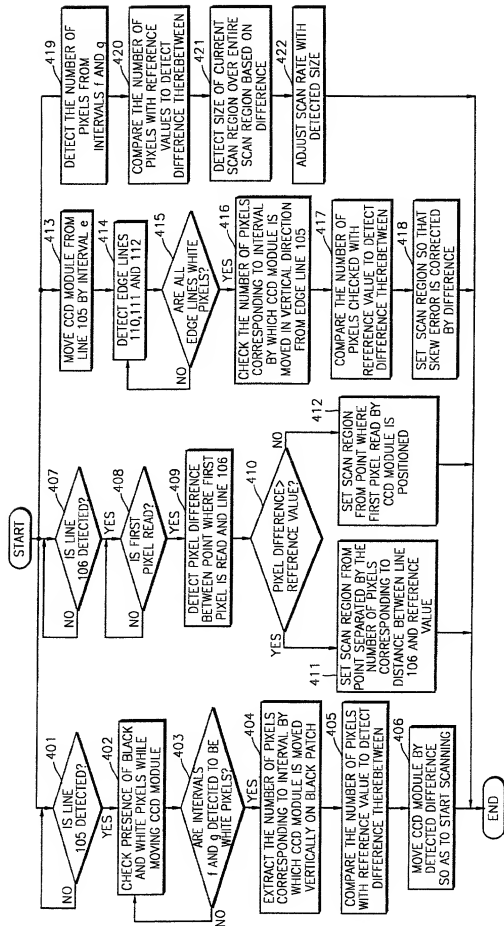 START
401
IS LINE
105 DETECTED?
NO
YES
402
CHECK PRESENCE OF BLACK
AND WHITE PIXELS WHILE
MOVING CCD MODULE
403
ARE INTERVALS
f AND g DETECTED TO BE
WHITE PIXELS?
NO
YES
404
EXTRACT THE NUMBER OF PIXELS
CORRESPONDING TO INTERVAL BY
WHICH CCD MODULE IS MOVED
VERTICALLY ON BLACK PATCH
405
COMPARE THE NUMBER OF PIXELS
WITH REFERENCE VALUE TO DETECT
DIFFERENCE THEREBETWEEN
406
MOVE CCD MODULE BY
DETECTED DIFFERENCE
SO AS TO START SCANNING
407
IS LINE
106 DETECTED?
NO
YES
408
IS FIRST
PIXEL READ?
NO
YES
409
DETECT PIXEL DIFFERENCE
BETWEEN POINT WHERE FIRST
PIXEL IS READ AND LINE 106
410
PIXEL DIFFERENCE>
REFERENCE VALUE?
YES
NO
411
SET SCAN REGION FROM
POINT SEPARATED BY THE
NUMBER OF PIXELS
CORRESPONDING TO
DISTANCE BETWEEN LINE
106 AND REFERENCE
VALUE
412
SET SCAN REGION
FROM POINT WHERE
FIRST PIXEL READ BY
CCD MODULE IS
POSITIONED
413
MOVE CCD MODULE FROM
LINE 105 BY INTERVAL e
414
DETECT EDGE LINES
110,111 AND 112
415
ARE ALL
EDGE LINES WHITE
PIXELS?
NO
YES
416
CHECK THE NUMBER OF PIXELS
CORRESPONDING TO INTERVAL
BY WHICH CCD MODULE IS
MOVED IN VERTICAL DIRECTION
FROM EDGE LINE 105
417
COMPARE THE NUMBER OF
PIXELS CHECKED WITH
REFERENCE VALUE TO DETECT
DIFFERENCE THEREBETWEEN
418
SET SCAN REGION SO THAT
SKEW ERROR IS CORRECTED
BY DIFFERENCE
419
DETECT THE NUMBER OF
PIXELS FROM
INTERVALS f AND g
420
COMPARE THE NUMBER OF
PIXELS WITH REFERENCE
VALUES TO DETECT
DIFFERENCE THEREBETWEEN
421
DETECT SIZE OF CURRENT
SCAN REGION OVER ENTIRE
SCAN REGION BASED ON
DIFFERENCE
422
ADJUST SCAN RATE WITH
DETECTED SIZE
END